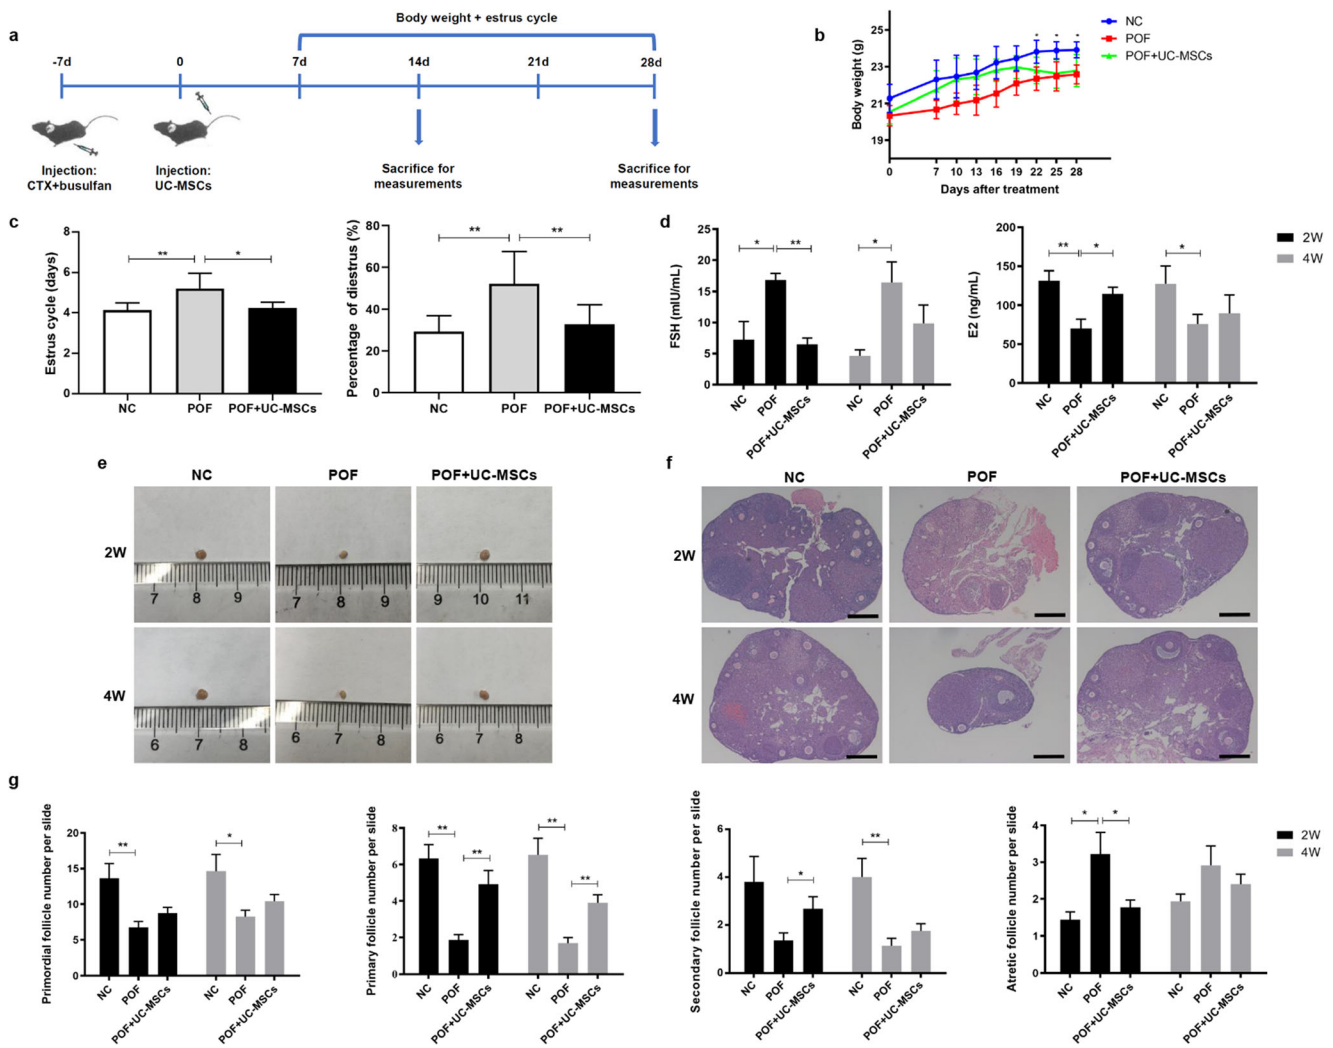 a
Body weight + estrus cycle
-7d 0 7d 14d 21d 28d
Injection:
CTX+busulfan
Injection:
UC-MSCs
Sacrifice for
measurements
Sacrifice for
measurements
b
Body weight (g)
25
23
21
19
* * *
0 7 10 13 16 19 22 25 28
Days after treatment
NC
POF
POF+UC-MSCs
c
Estrus cycle (days)
8
6
4
2
0
** *
NC POF POF+UC-MSCs
Percentage of diestrus (%)
80
60
40
20
0
** **
NC POF POF+UC-MSCs
d
FSH (mIU/mL)
25
20
15
10
5
0
* ** *
NC POF POF+UC-MSCs NC POF POF+UC-MSCs
E2 (ng/mL)
200
150
100
50
0
** * *
NC POF POF+UC-MSCs NC POF POF+UC-MSCs
2W
4W
e
NC POF POF+UC-MSCs
2W
7 8 9
7 8 9
9 10 11
4W
6 7 8
6 7 8
6 7 8
f
NC POF POF+UC-MSCs
2W
4W
g
Primordial follicle number per slide
20
15
10
5
0
** *
NC POF POF+UC-MSCs NC POF POF+UC-MSCs
Primary follicle number per slide
8
6
4
2
0
** ** ** **
NC POF POF+UC-MSCs NC POF POF+UC-MSCs
Secondary follicle number per slide
6
4
2
0
* **
NC POF POF+UC-MSCs NC POF POF+UC-MSCs
Atretic follicle number per slide
4
3
2
1
0
* *
NC POF POF+UC-MSCs NC POF POF+UC-MSCs
2W
4W